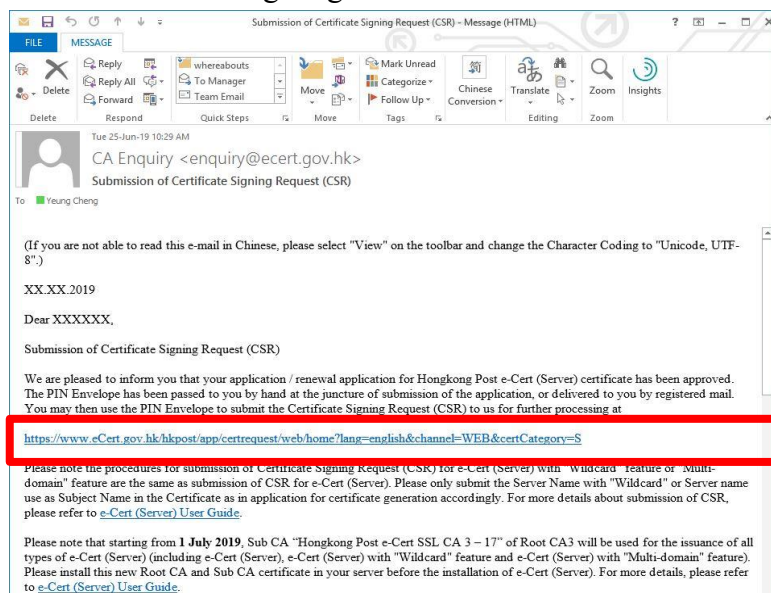 Submission of Certificate Signing Request (CSR) - Message (HTML)
FILE MESSAGE
Delete
Reply
Reply All
Forward
whereabouts
To Manager
Team Email
Move
Mark Unread
Categorize
Follow Up
简
Chinese Conversion
Translate
Zoom
Insights
Delete Respond Quick Steps Move Tags Editing Zoom
Tue 25-Jun-19 10:29 AM
CA Enquiry <enquiry@ecert.gov.hk>
Submission of Certificate Signing Request (CSR)
To Yeung Cheng
(If you are not able to read this e-mail in Chinese, please select "View" on the toolbar and change the Character Coding to "Unicode, UTF-
8".)
XX.XX.2019
Dear XXXXXX,
Submission of Certificate Signing Request (CSR)
We are pleased to inform you that your application / renewal application for Hongkong Post e-Cert (Server) certificate has been approved.
The PIN Envelope has been passed to you by hand at the juncture of submission of the application, or delivered to you by registered mail.
You may then use the PIN Envelope to submit the Certificate Signing Request (CSR) to us for further processing at
https://www.eCert.gov.hk/hkpost/app/certrequest/web/home?lang=english&channel=WEB&certCategory=S
Please note the procedures for submission of Certificate Signing Request (CSR) for e-Cert (Server) with "Wildcard" feature or "Multi-
domain" feature are the same as submission of CSR for e-Cert (Server). Please only submit the Server Name with "Wildcard" or Server name
use as Subject Name in the Certificate as in application for certificate generation accordingly. For more details about submission of CSR,
please refer to e-Cert (Server) User Guide.
Please note that starting from 1 July 2019, Sub CA “Hongkong Post e-Cert SSL CA 3 – 17” of Root CA3 will be used for the issuance of all
types of e-Cert (Server) (including e-Cert (Server), e-Cert (Server) with "Wildcard" feature and e-Cert (Server) with "Multi-domain" feature).
Please install this new Root CA and Sub CA certificate in your server before the installation of e-Cert (Server). For more details, please refer
to e-Cert (Server) User Guide.